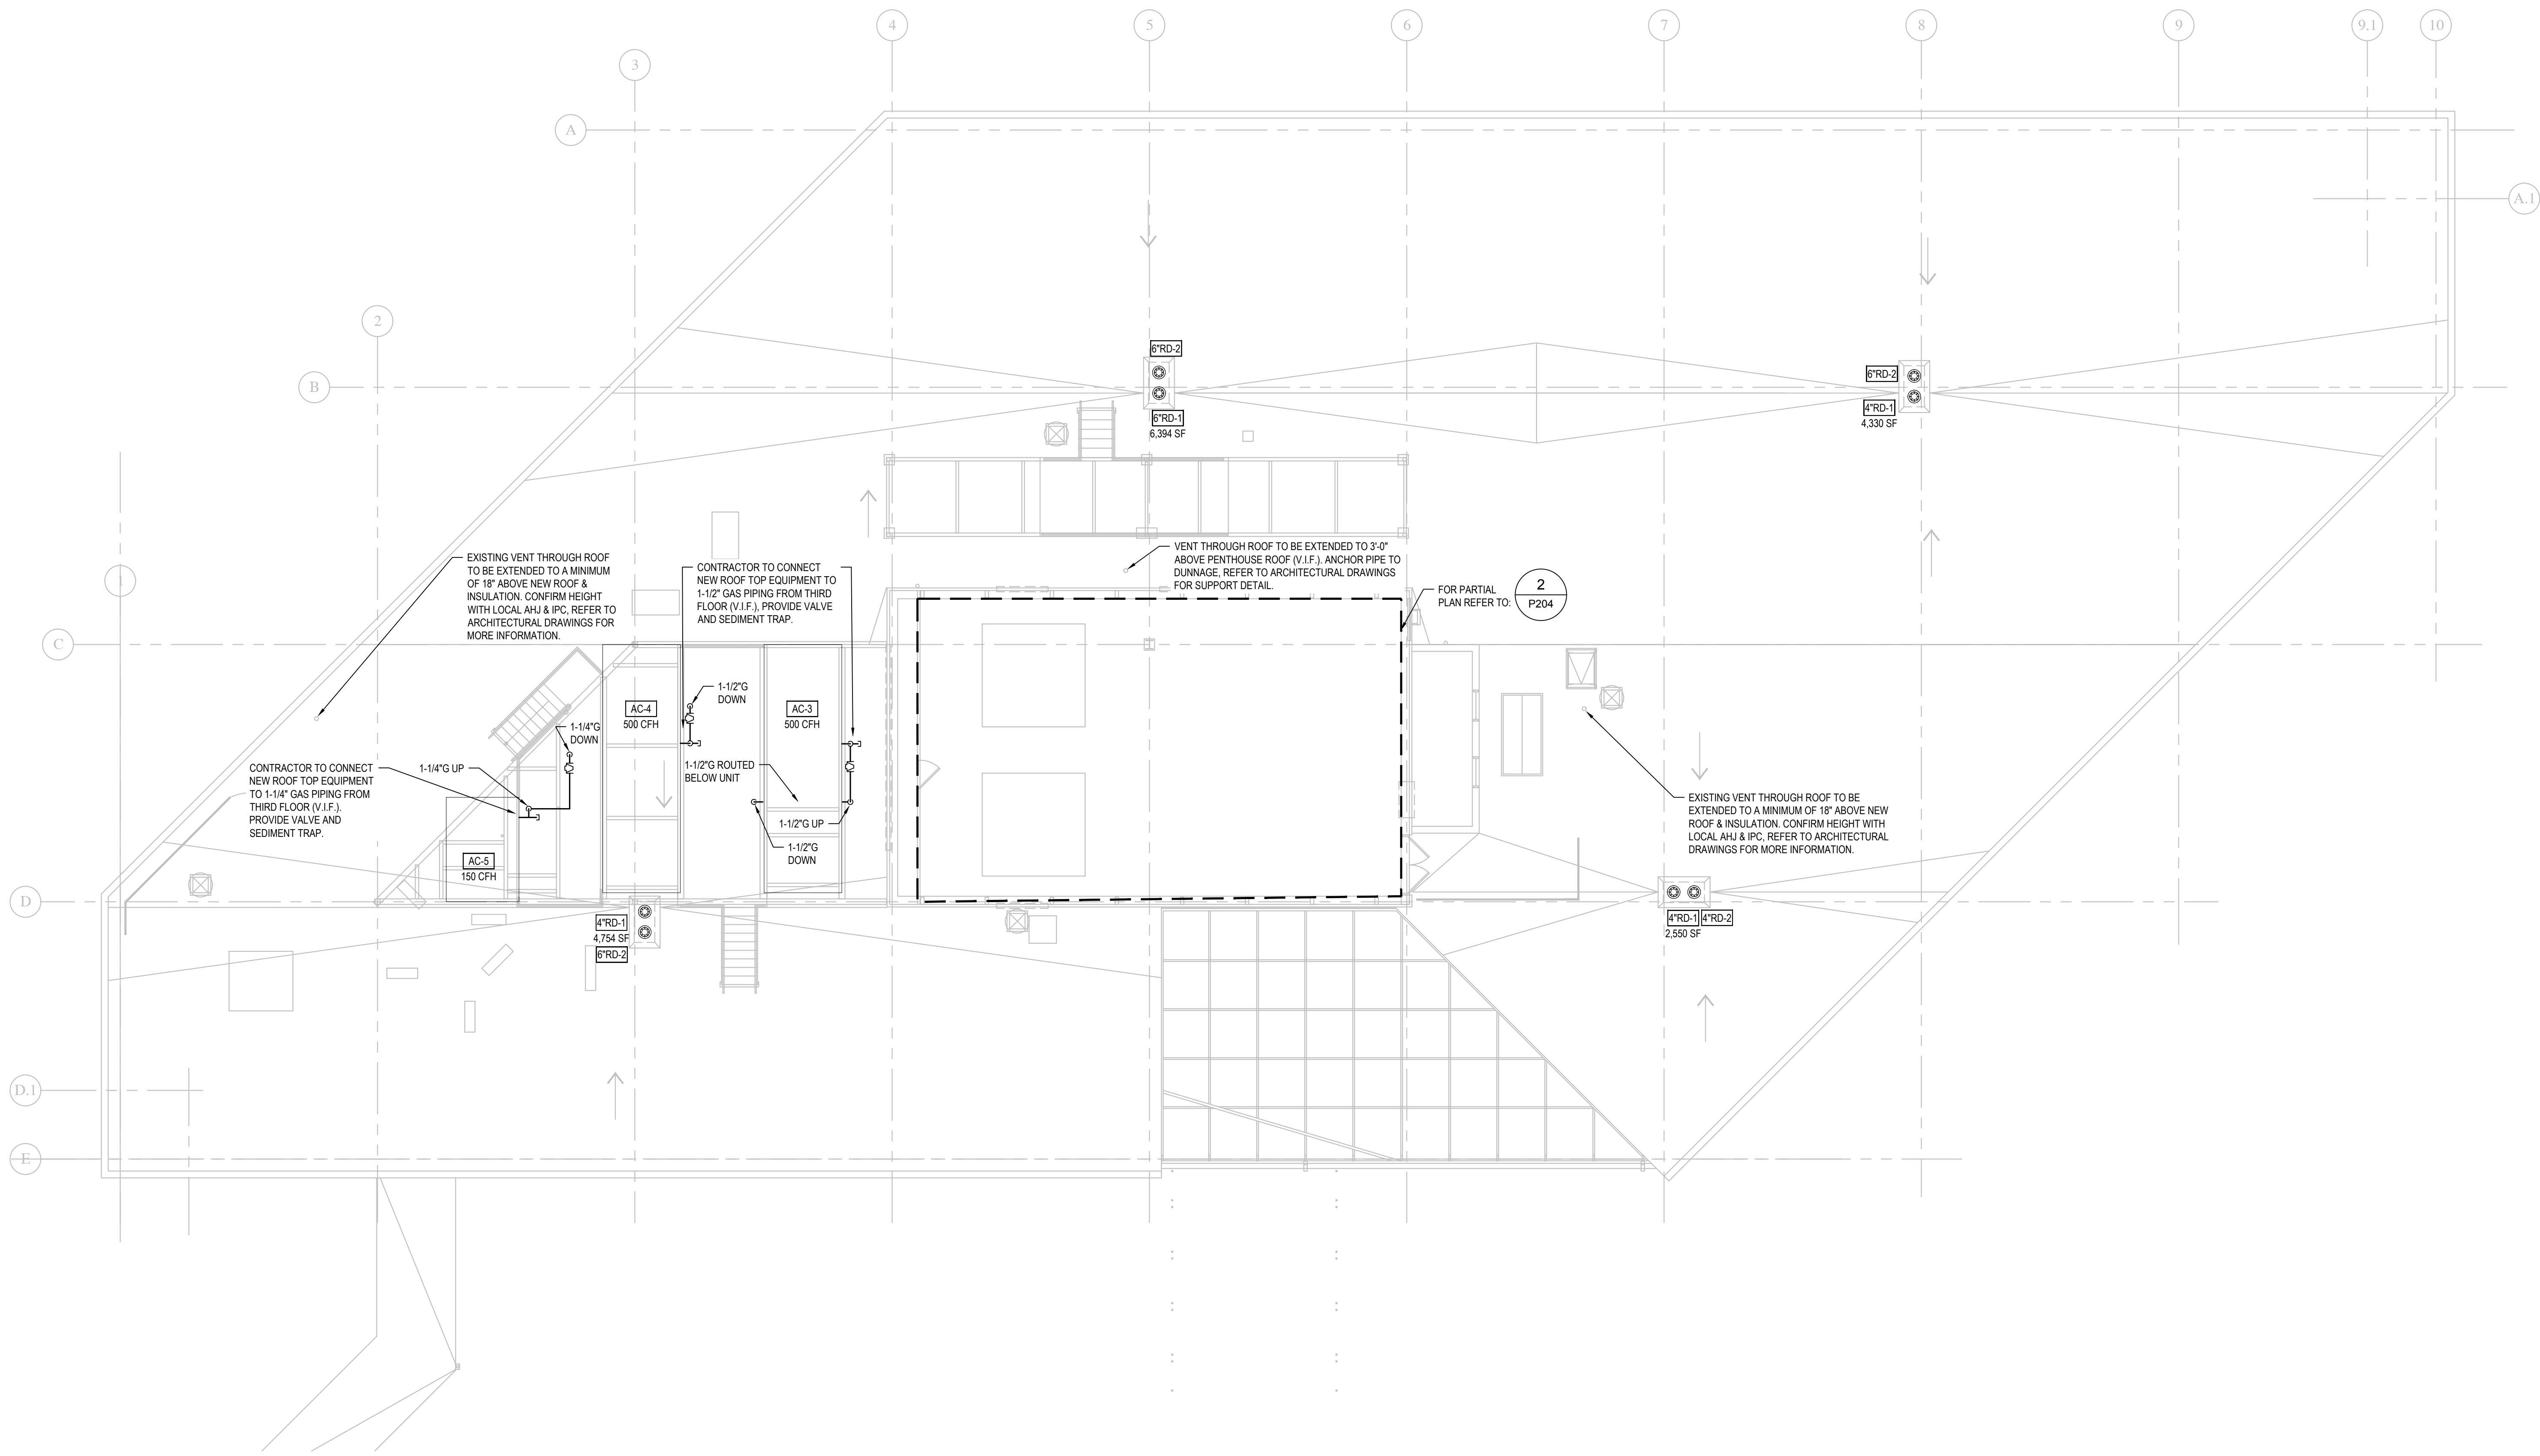 4
5
6
7
8
9
9.1
10
3
A
A.1
2
B
6"RD-2
6"RD-1
6,394 SF
6"RD-2
4"RD-1
4,330 SF
EXISTING VENT THROUGH ROOF
TO BE EXTENDED TO A MINIMUM
OF 18" ABOVE NEW ROOF &
INSULATION. CONFIRM HEIGHT
WITH LOCAL AHJ & IPC, REFER TO
ARCHITECTURAL DRAWINGS FOR
MORE INFORMATION.
CONTRACTOR TO CONNECT
NEW ROOF TOP EQUIPMENT TO
1-1/2" GAS PIPING FROM THIRD
FLOOR (V.I.F.), PROVIDE VALVE
AND SEDIMENT TRAP.
VENT THROUGH ROOF TO BE EXTENDED TO 3'-0"
ABOVE PENTHOUSE ROOF (V.I.F.). ANCHOR PIPE TO
DUNNAGE, REFER TO ARCHITECTURAL DRAWINGS
FOR SUPPORT DETAIL.
FOR PARTIAL
PLAN REFER TO:
2
P204
1
C
AC-4
500 CFH
1-1/2"G
DOWN
AC-3
500 CFH
1-1/4"G
DOWN
1-1/4"G UP
CONTRACTOR TO CONNECT
NEW ROOF TOP EQUIPMENT
TO 1-1/4" GAS PIPING FROM
THIRD FLOOR (V.I.F.).
PROVIDE VALVE AND
SEDIMENT TRAP.
1-1/2"G ROUTED
BELOW UNIT
1-1/2"G UP
1-1/2"G
DOWN
AC-5
150 CFH
EXISTING VENT THROUGH ROOF TO BE
EXTENDED TO A MINIMUM OF 18" ABOVE NEW
ROOF & INSULATION. CONFIRM HEIGHT WITH
LOCAL AHJ & IPC, REFER TO ARCHITECTURAL
DRAWINGS FOR MORE INFORMATION.
D
4"RD-1
4,754 SF
6"RD-2
4"RD-1 4"RD-2
2,550 SF
D.1
E